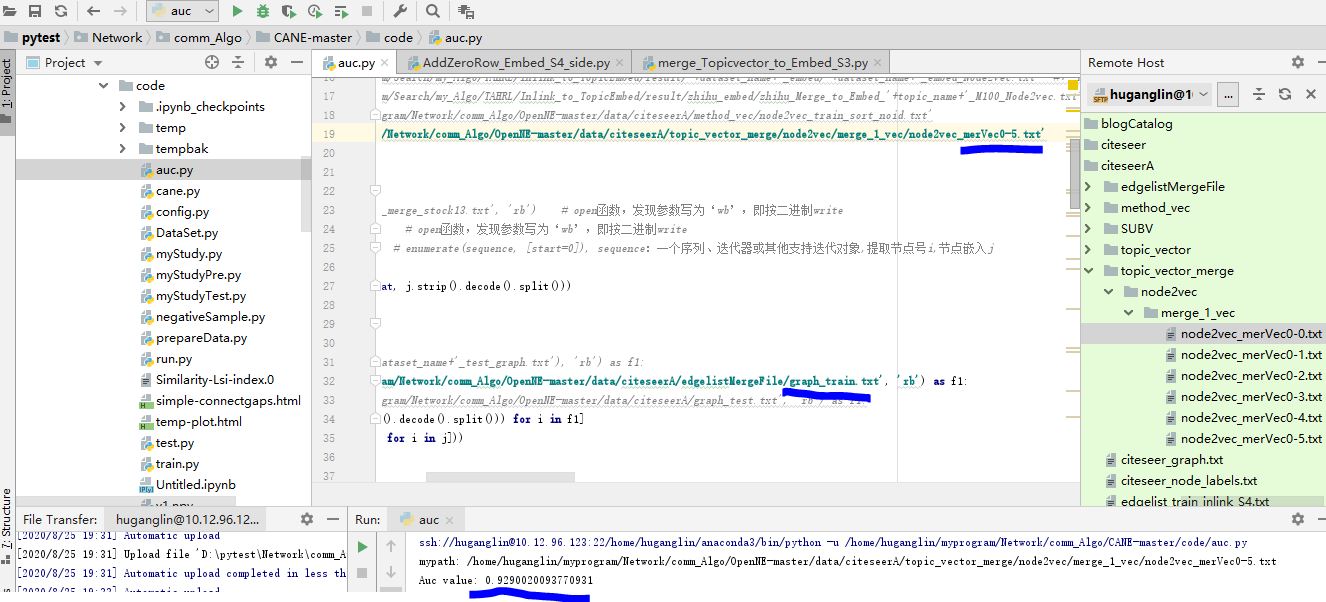 auc
pytest Network comm_Algo CANE-master code auc.py
1: Project
Project
code
.ipynb_checkpoints
temp
tempbak
auc.py
cane.py
config.py
DataSet.py
myStudy.py
myStudyPre.py
myStudyTest.py
negativeSample.py
prepareData.py
run.py
Similarity-Lsi-index.0
simple-connectgaps.html
temp-plot.html
test.py
train.py
Untitled.ipynb
auc.py AddZeroRow_Embed_S4_side.py merge_Topicvector_to_Embed_S3.py
17 m/Search/my_Algo/TAHRL/Inlink_to_TopicEmbed/result/zhihu_embed/zhihu_Merge_to_Embed_'+topic_name+'_M100_Node2vec.txt
18 gram/Network/comm_Algo/OpenNE-master/data/citeseerA/method_vec/node2vec_train_sort_noid.txt'
19 /Network/comm_Algo/OpenNE-master/data/citeseerA/topic_vector_merge/node2vec/merge_1_vec/node2vec_merVec0-5.txt'
20
21
22
23 _merge_stock13.txt', 'rb') # open函数，发现参数写为‘wb’，即按二进制write
24 # open函数，发现参数写为‘wb’，即按二进制write
25 # enumerate(sequence, [start=0]), sequence：一个序列、迭代器或其他支持迭代对象,提取节点号i,节点嵌入j
26
27 at, j.strip().decode().split())
28
29
30
31 ataset_name+'_test_graph.txt'), 'rb') as f1:
32 am/Network/comm_Algo/OpenNE-master/data/citeseerA/edgelistMergeFile/graph_train.txt', 'rb') as f1:
33 gram/Network/comm_Algo/OpenNE-master/data/citeseerA/graph_test.txt', 'rb') as f1:
34 ().decode().split())) for i in f1]
35 for i in j]))
36
37
Remote Host
huganglin@1 ...
blogCatalog
citeseer
citeseerA
edgelistMergeFile
method_vec
SUBV
topic_vector
topic_vector_merge
node2vec
merge_1_vec
node2vec_merVec0-0.txt
node2vec_merVec0-1.txt
node2vec_merVec0-2.txt
node2vec_merVec0-3.txt
node2vec_merVec0-4.txt
node2vec_merVec0-5.txt
citeseer_graph.txt
citeseer_node_labels.txt
edgelist_train_inlink_S4.txt
7: Structure
File Transfer: huganglin@10.12.96.12...
[2020/8/25 19:31] Automatic upload
[2020/8/25 19:31] Upload file 'D:\pytest\Network\comm_A
[2020/8/25 19:31] Automatic upload completed in less th
[2020/8/25 19:33] Automatic upload
Run: auc
ssh://huganglin@10.12.96.123:22/home/huganglin/anaconda3/bin/python -u /home/huganglin/myprogram/Network/comm_Algo/CANE-master/code/auc.py
mypath: /home/huganglin/myprogram/Network/comm_Algo/OpenNE-master/data/citeseerA/topic_vector_merge/node2vec/merge_1_vec/node2vec_merVec0-5.txt
Auc value: 0.9290020093770931